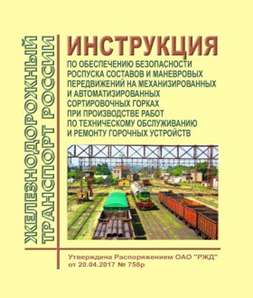 ЖЕЛЕЗНОДОРОЖНЫЙ
ТРАНСПОРТ РОССИИ
ИНСТРУКЦИЯ
ПО ОБЕСПЕЧЕНИЮ БЕЗОПАСНОСТИ
РОСПУСКА СОСТАВОВ И МАНЕВРОВЫХ
ПЕРЕДВИЖЕНИЙ НА МЕХАНИЗИРОВАННЫХ
И АВТОМАТИЗИРОВАННЫХ
СОРТИРОВОЧНЫХ ГОРКАХ
ПРИ ПРОИЗВОДСТВЕ РАБОТ
ПО ТЕХНИЧЕСКОМУ ОБСЛУЖИВАНИЮ
И РЕМОНТУ ГОРОЧНЫХ УСТРОЙСТВ
Утверждена Распоряжением ОАО "РЖД"
от 20.04.2017 № 758р